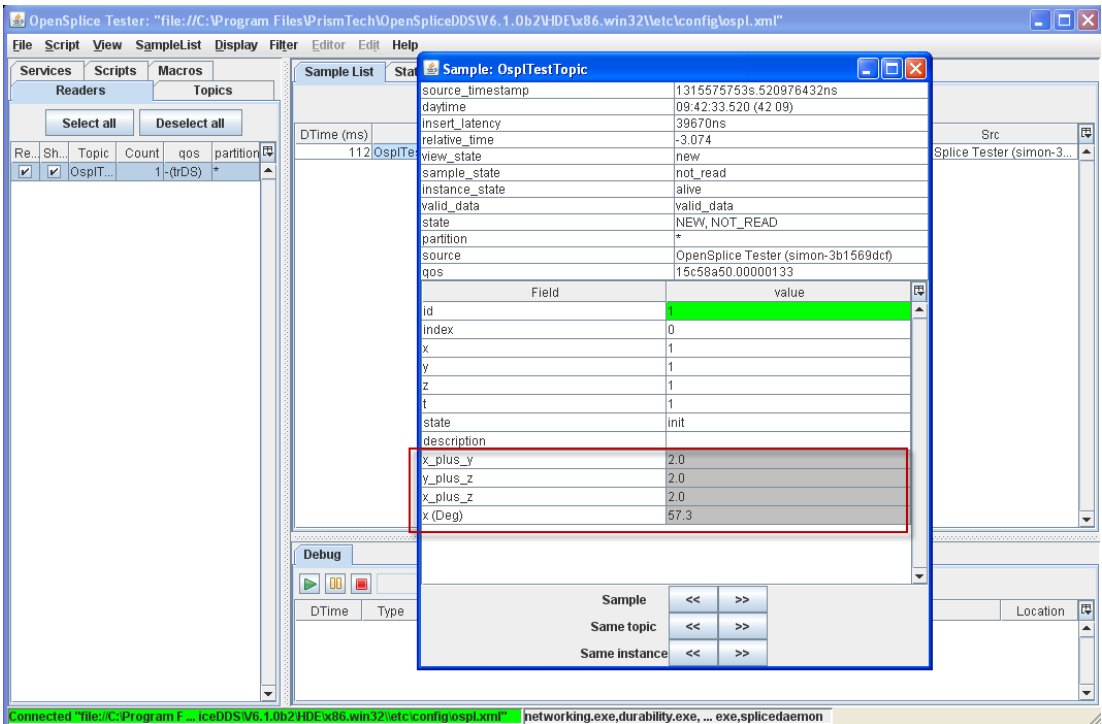 OpenSplice Tester: "file://C:\Program Files\PrismTech\OpenSpliceDDS\V6.1.0b2\HDE\x86.win32\\etc\config\ospl.xml"
File Script View SampleList Display Filter Editor Edit Help
Services Scripts Macros
Readers Topics
Select all Deselect all
Re... Sh... Topic Count qos partition
OsplT... 1 -(trDS) *
Sample List Stat
DTime (ms) Src
112 OsplTes Splice Tester (simon-3...
Sample: OsplTestTopic
source_timestamp 1315575753s.520976432ns
daytime 09:42:33.520 (42 09)
insert_latency 39670ns
relative_time -3.074
view_state new
sample_state not_read
instance_state alive
valid_data valid_data
state NEW, NOT_READ
partition *
source OpenSplice Tester (simon-3b1569dcf)
qos 15c58a50.00000133
Field value
id 1
index 0
x 1
y 1
z 1
t 1
state init
description
x_plus_y 2.0
y_plus_z 2.0
x_plus_z 2.0
x (Deg) 57.3
Sample << >>
Same topic << >>
Same instance << >>
Debug
DTime Type Location
Connected "file://C:\Program F ... iceDDS\V6.1.0b2\HDE\x86.win32\\etc\config\ospl.xml" networking.exe,durability.exe, ... exe,splicedaemon